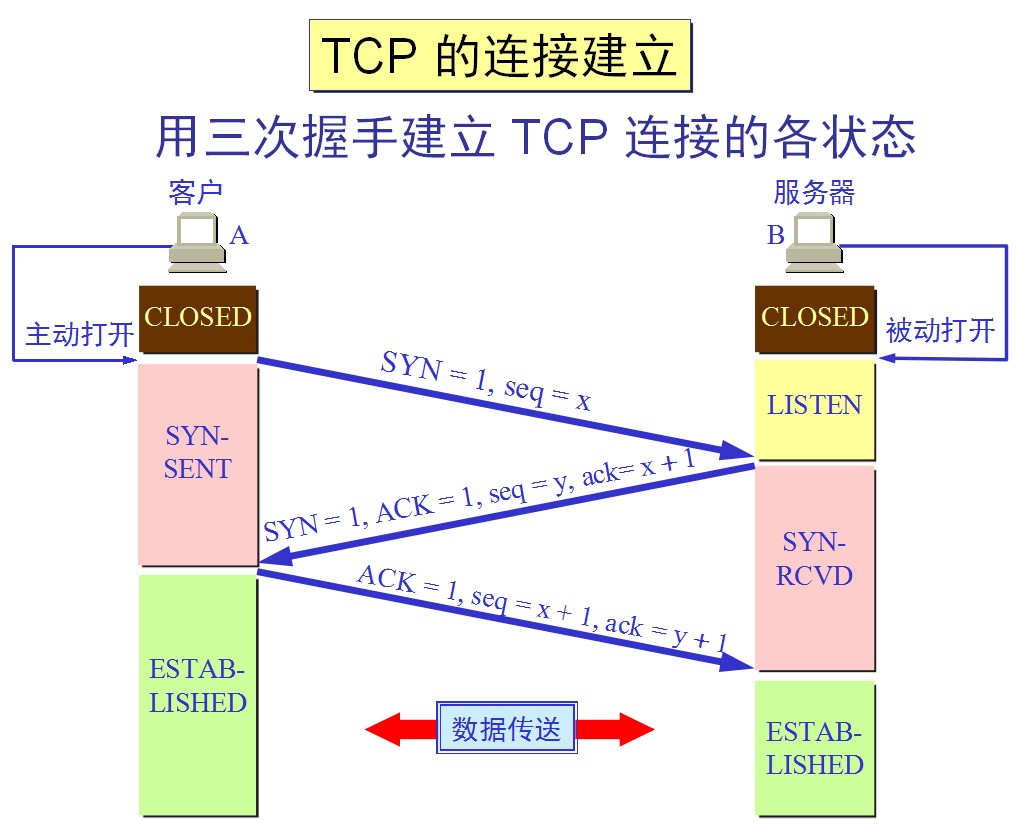 TCP 的连接建立
用三次握手建立 TCP 连接的各状态
客户
服务器
A
B
CLOSED
CLOSED
主动打开
被动打开
SYN = 1, seq = x
LISTEN
SYN-
SENT
SYN = 1, ACK = 1, seq = y, ack= x + 1
SYN-
RCVD
ACK = 1, seq = x + 1, ack = y + 1
ESTAB-
LISHED
数据传送
ESTAB-
LISHED